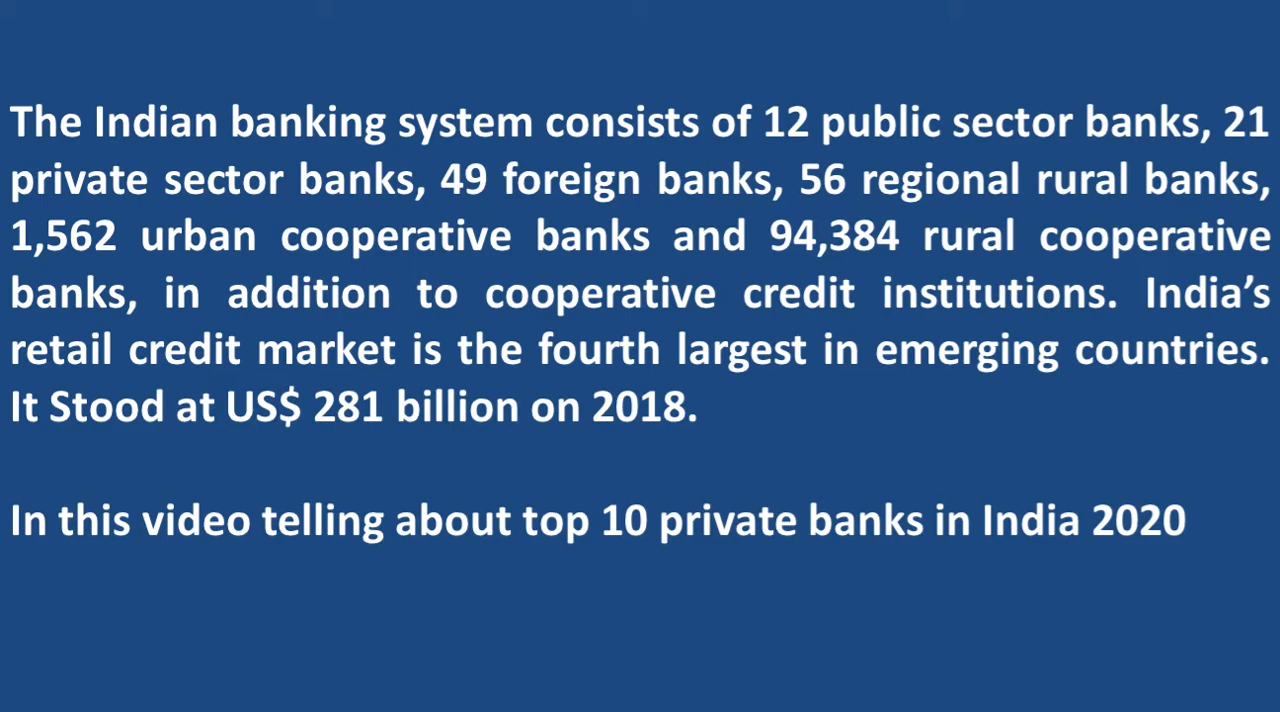 The Indian banking system consists of 12 public sector banks, 21
private sector banks, 49 foreign banks, 56 regional rural banks,
1,562 urban cooperative banks and 94,384 rural cooperative
banks, in addition to cooperative credit institutions. India’s
retail credit market is the fourth largest in emerging countries.
It Stood at US$ 281 billion on 2018.
In this video telling about top 10 private banks in India 2020